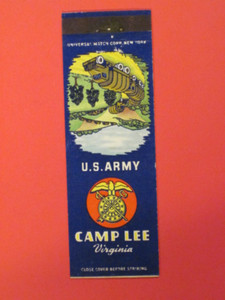 UNIVERSAL MATCH CORP. NEW YORK
U.S. ARMY
CAMP LEE
Virginia
CLOSE COVER BEFORE STRIKING